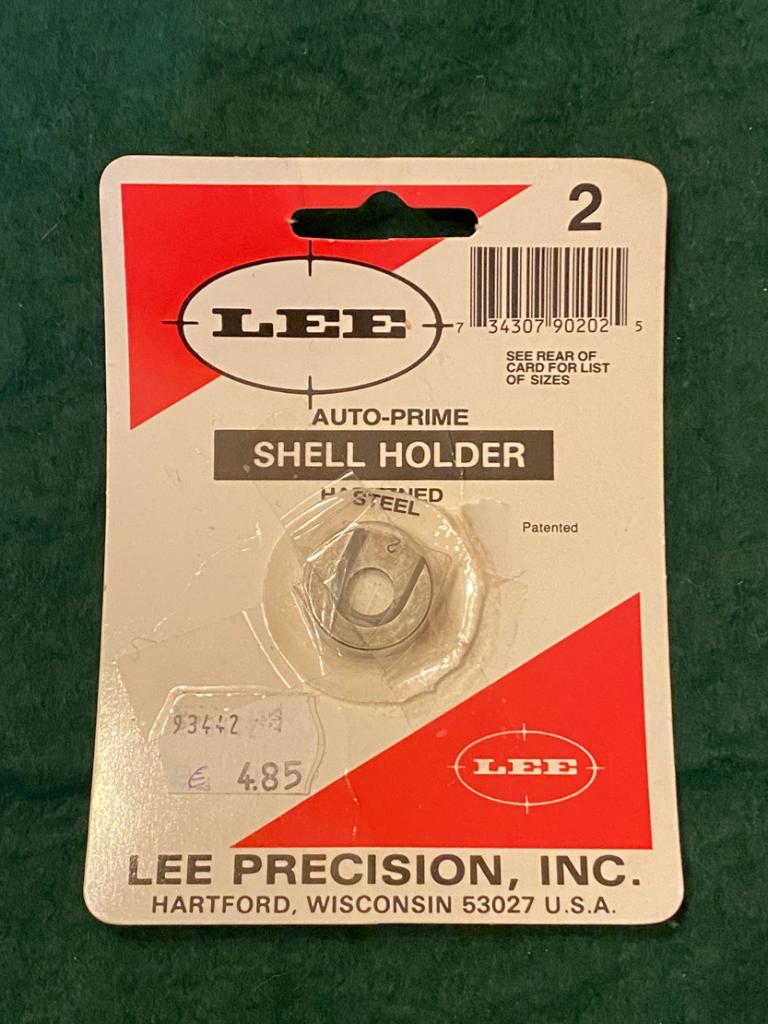 2
LEE
7 34307 90202 5
SEE REAR OF
CARD FOR LIST
OF SIZES
AUTO-PRIME
SHELL HOLDER
HARDENED
STEEL
Patented
2
93442
€ 4.85
LEE
LEE PRECISION, INC.
HARTFORD, WISCONSIN 53027 U.S.A.